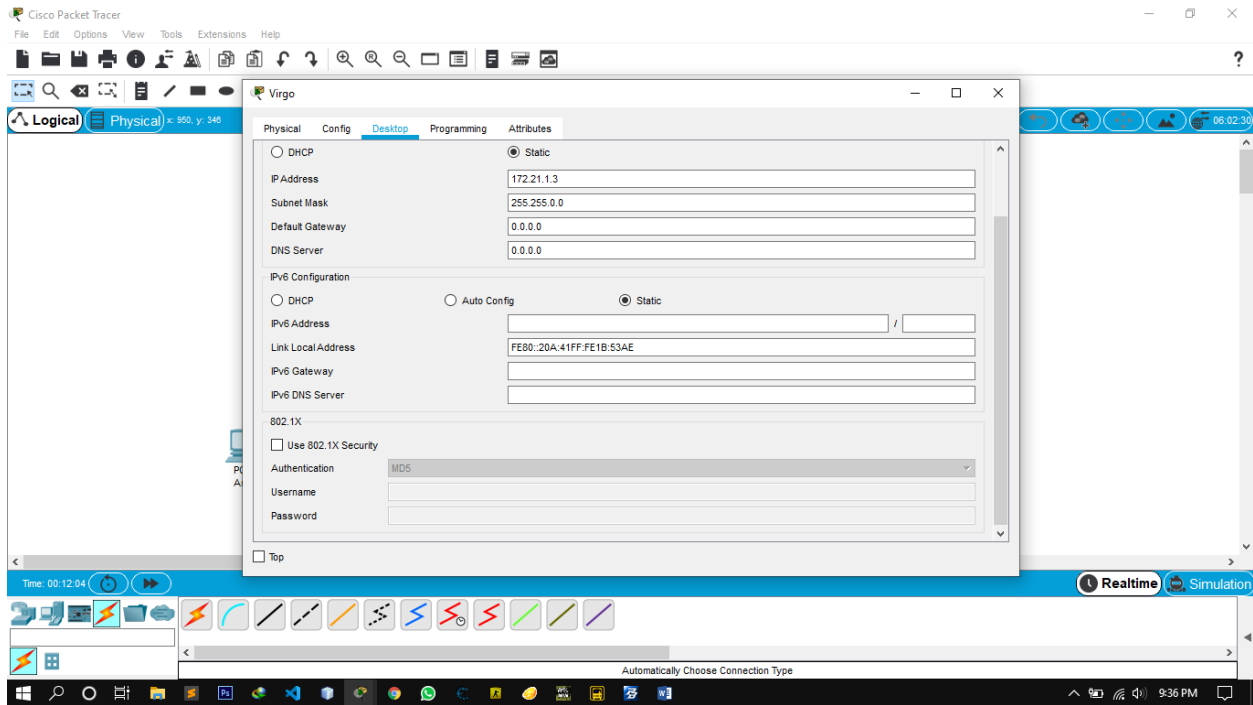 Cisco Packet Tracer
File Edit Options View Tools Extensions Help
?
Virgo
Logical Physical x: 950, y: 346 06:02:30
Physical Config Desktop Programming Attributes
DHCP Static
IP Address 172.21.1.3
Subnet Mask 255.255.0.0
Default Gateway 0.0.0.0
DNS Server 0.0.0.0
IPv6 Configuration
DHCP Auto Config Static
IPv6 Address /
Link Local Address FE80::20A:41FF:FE1B:53AE
IPv6 Gateway
IPv6 DNS Server
802.1X
Use 802.1X Security
Authentication MD5
Username
Password
Top
Time: 00:12:04 Realtime Simulation
Automatically Choose Connection Type
9:36 PM